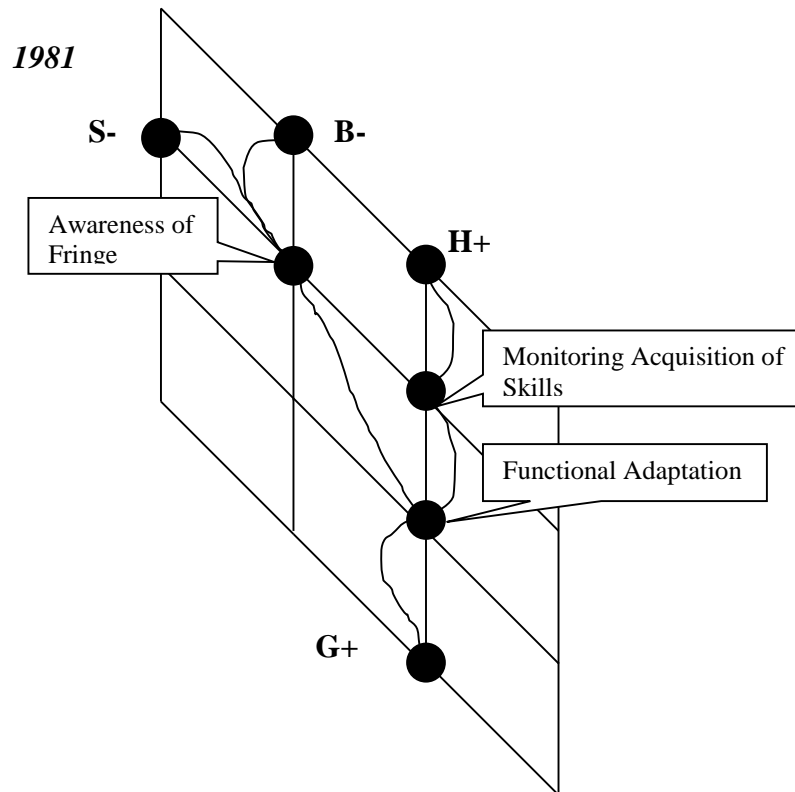 1981
S-
B-
Awareness of
Fringe
H+
Monitoring Acquisition of
Skills
Functional Adaptation
G+